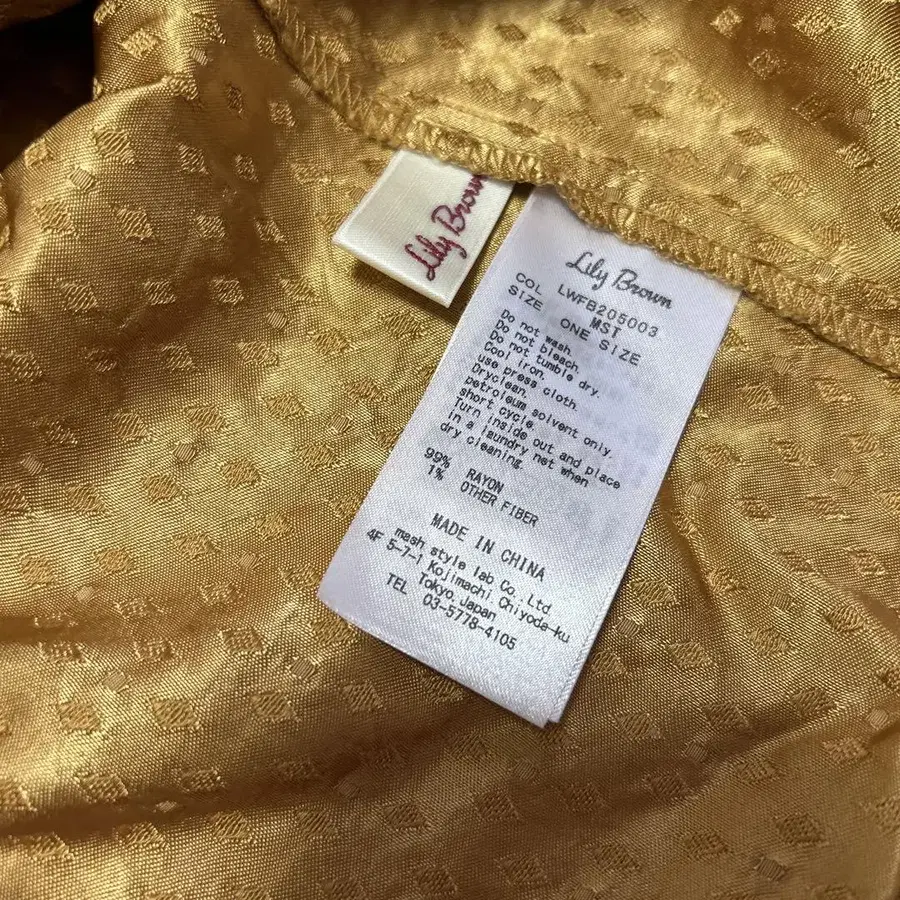 Lily Brown
Lily Brown
LWFB205003
COL MST
SIZE ONE SIZE
Do not wash.
Do not bleach.
Do not tumble dry.
Cool iron.
use press cloth.
Dryclean.
petroleum solvent only.
short cycle.
Turn inside out and place
in a laundry net when
dry cleaning.
99% RAYON
1% OTHER FIBER
MADE IN CHINA
mash style lab Co.,Ltd
4F 5-7-1 Kojimachi Chiyoda-ku
Tokyo, Japan
TEL 03-5778-4105